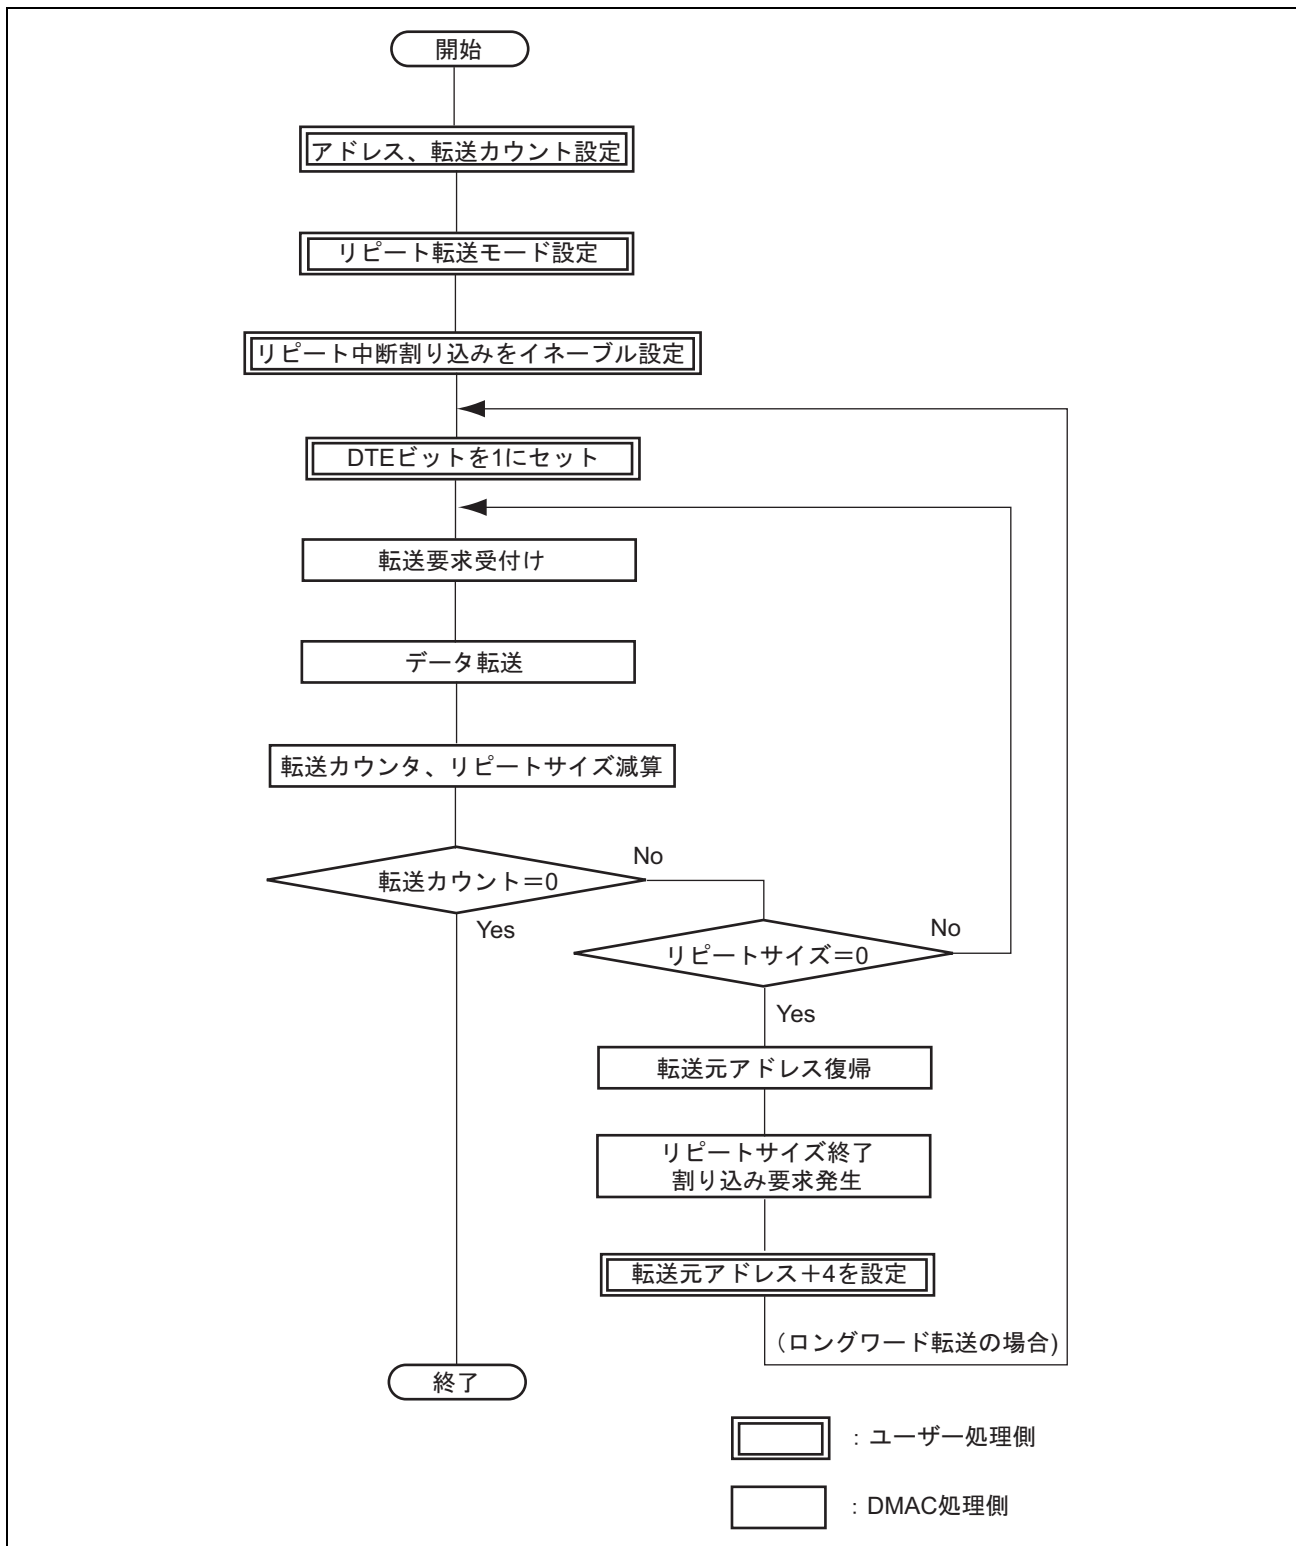 開始
アドレス、転送カウント設定
リピート転送モード設定
リピート中断割り込みをイネーブル設定
DTEビットを1にセット
転送要求受付け
データ転送
転送カウンタ、リピートサイズ減算
No
転送カウント＝0
Yes
No
リピートサイズ＝0
Yes
転送元アドレス復帰
リピートサイズ終了
割り込み要求発生
転送元アドレス＋4を設定
（ロングワード転送の場合)
終了
：ユーザー処理側
：DMAC処理側